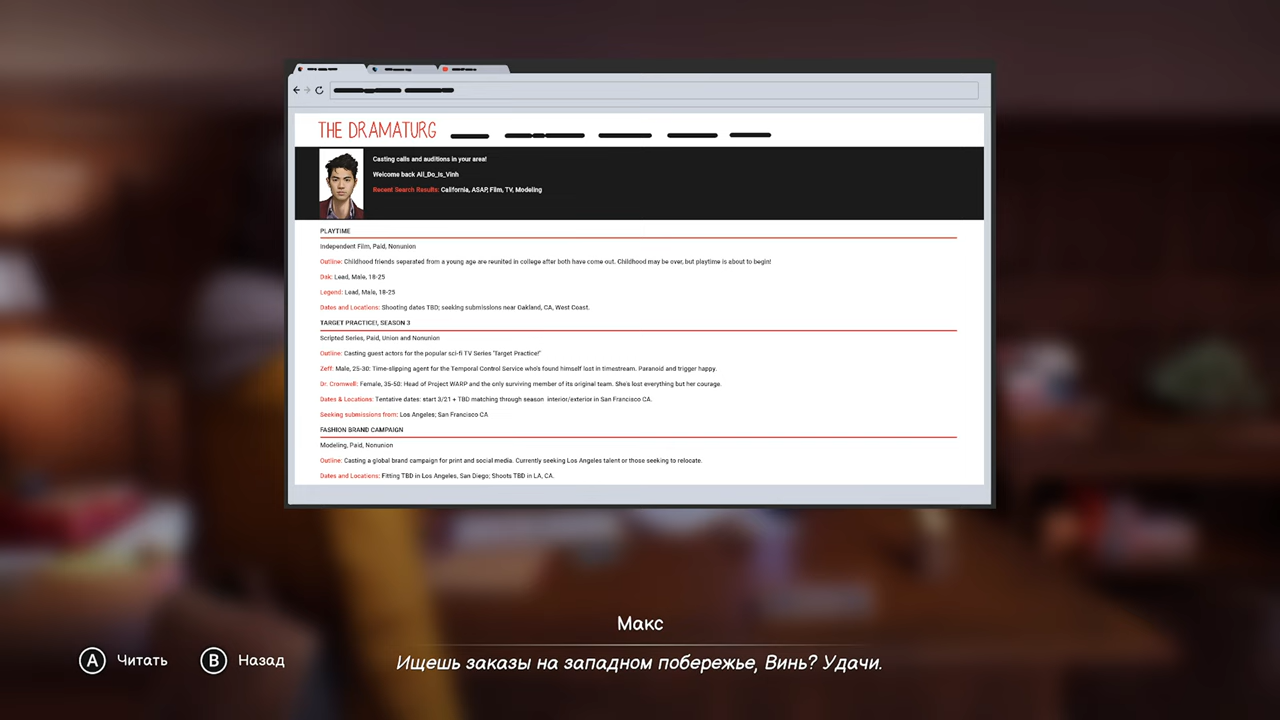 THE DRAMATURG
Casting calls and auditions in your area!
Welcome back All_Do_Is_Vinh
Recent Search Results: California, ASAP, Film, TV, Modeling
PLAYTIME
Independent Film, Paid, Nonunion
Outline: Childhood friends separated from a young age are reunited in college after both have come out. Childhood may be over, but playtime is about to begin!
Dak: Lead, Male, 18-25
Legend: Lead, Male, 18-25
Dates and Locations: Shooting dates TBD; seeking submissions near Oakland, CA, West Coast.
TARGET PRACTICE!, SEASON 3
Scripted Series, Paid, Union and Nonunion
Outline: Casting guest actors for the popular sci-fi TV Series "Target Practice!"
Zeff: Male, 25-30: Time-slipping agent for the Temporal Control Service who's found himself lost in timestream. Paranoid and trigger happy.
Dr. Cromwell: Female, 35-50: Head of Project WARP and the only surviving member of its original team. She's lost everything but her courage.
Dates & Locations: Tentative dates: start 3/21 + TBD matching through season interior/exterior in San Francisco CA.
Seeking submissions from: Los Angeles; San Francisco CA
FASHION BRAND CAMPAIGN
Modeling, Paid, Nonunion
Outline: Casting a global brand campaign for print and social media. Currently seeking Los Angeles talent or those seeking to relocate.
Dates and Locations: Fitting TBD in Los Angeles, San Diego; Shoots TBD in LA, CA.
Макс
A Читать B Назад
Ищешь заказы на западном побережье, Винь? Удачи.